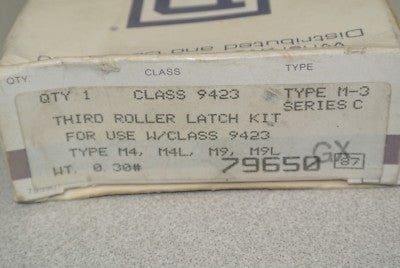 Distributed and
QTY CLASS TYPE
QTY 1 CLASS 9423 TYPE M-3
SERIES C
THIRD ROLLER LATCH KIT
FOR USE W/CLASS 9423
TYPE M4, M4L, M9, M9L
GX
WT. 0.30# 79650 87